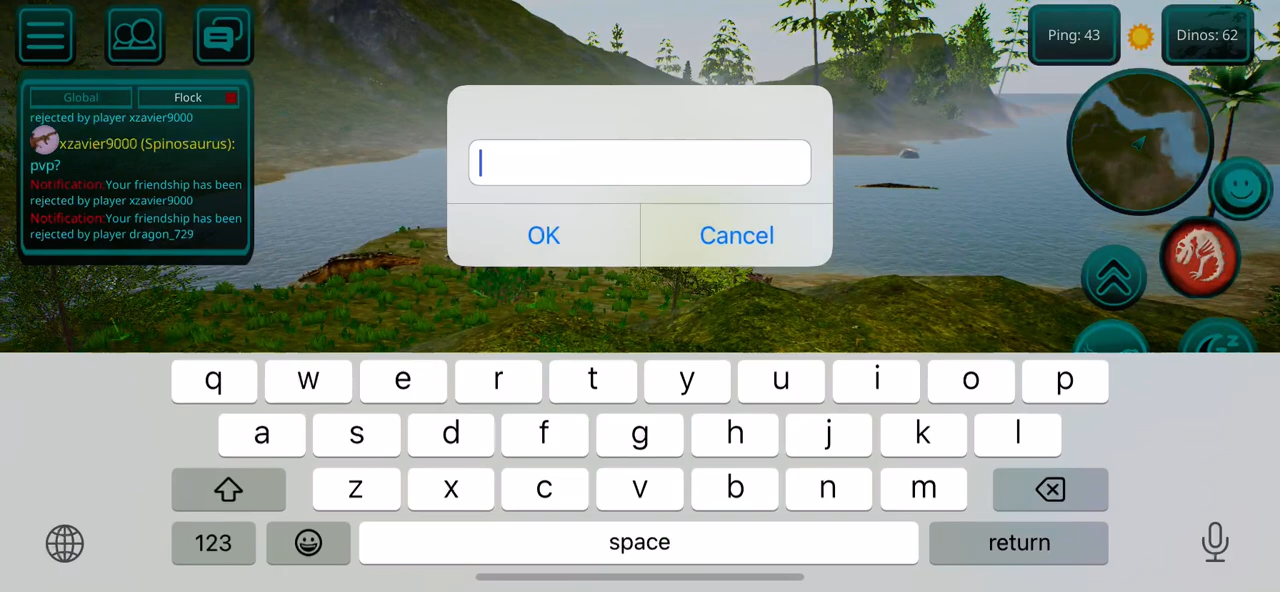 Ping: 43
Dinos: 62
Global
Flock
rejected by player xzavier9000
xzavier9000 (Spinosaurus):
pvp?
Notification:Your friendship has been
rejected by player xzavier9000
Notification:Your friendship has been
rejected by player dragon_729
OK
Cancel
q w e r t y u i o p
a s d f g h j k l
z x c v b n m
123
space
return